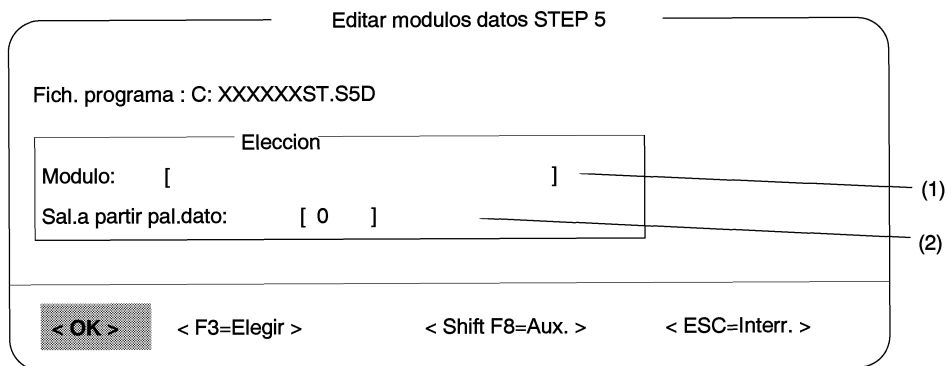 Editar modulos datos STEP 5
Fich. programa : C: XXXXXXST.S5D
Eleccion
Modulo: [ ] (1)
Sal.a partir pal.dato: [ 0 ] (2)
< OK > < F3=Elegir > < Shift F8=Aux. > < ESC=Interr. >